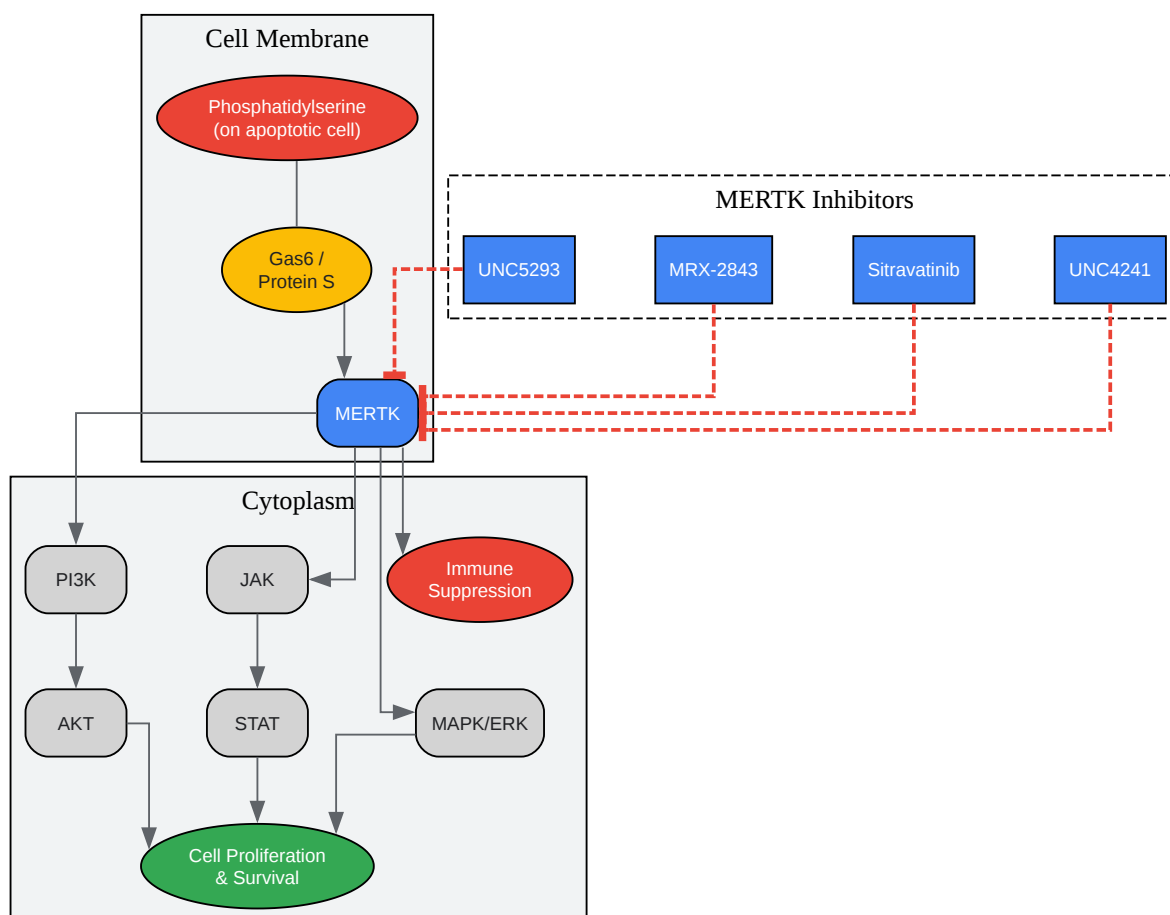 Cell Membrane
Phosphatidylserine
(on apoptotic cell)
MERTK Inhibitors
Gas6 /
Protein S
UNC5293
MRX-2843
Sitravatinib
UNC4241
MERTK
Cytoplasm
PI3K
JAK
Immune
Suppression
AKT
STAT
MAPK/ERK
Cell Proliferation
& Survival